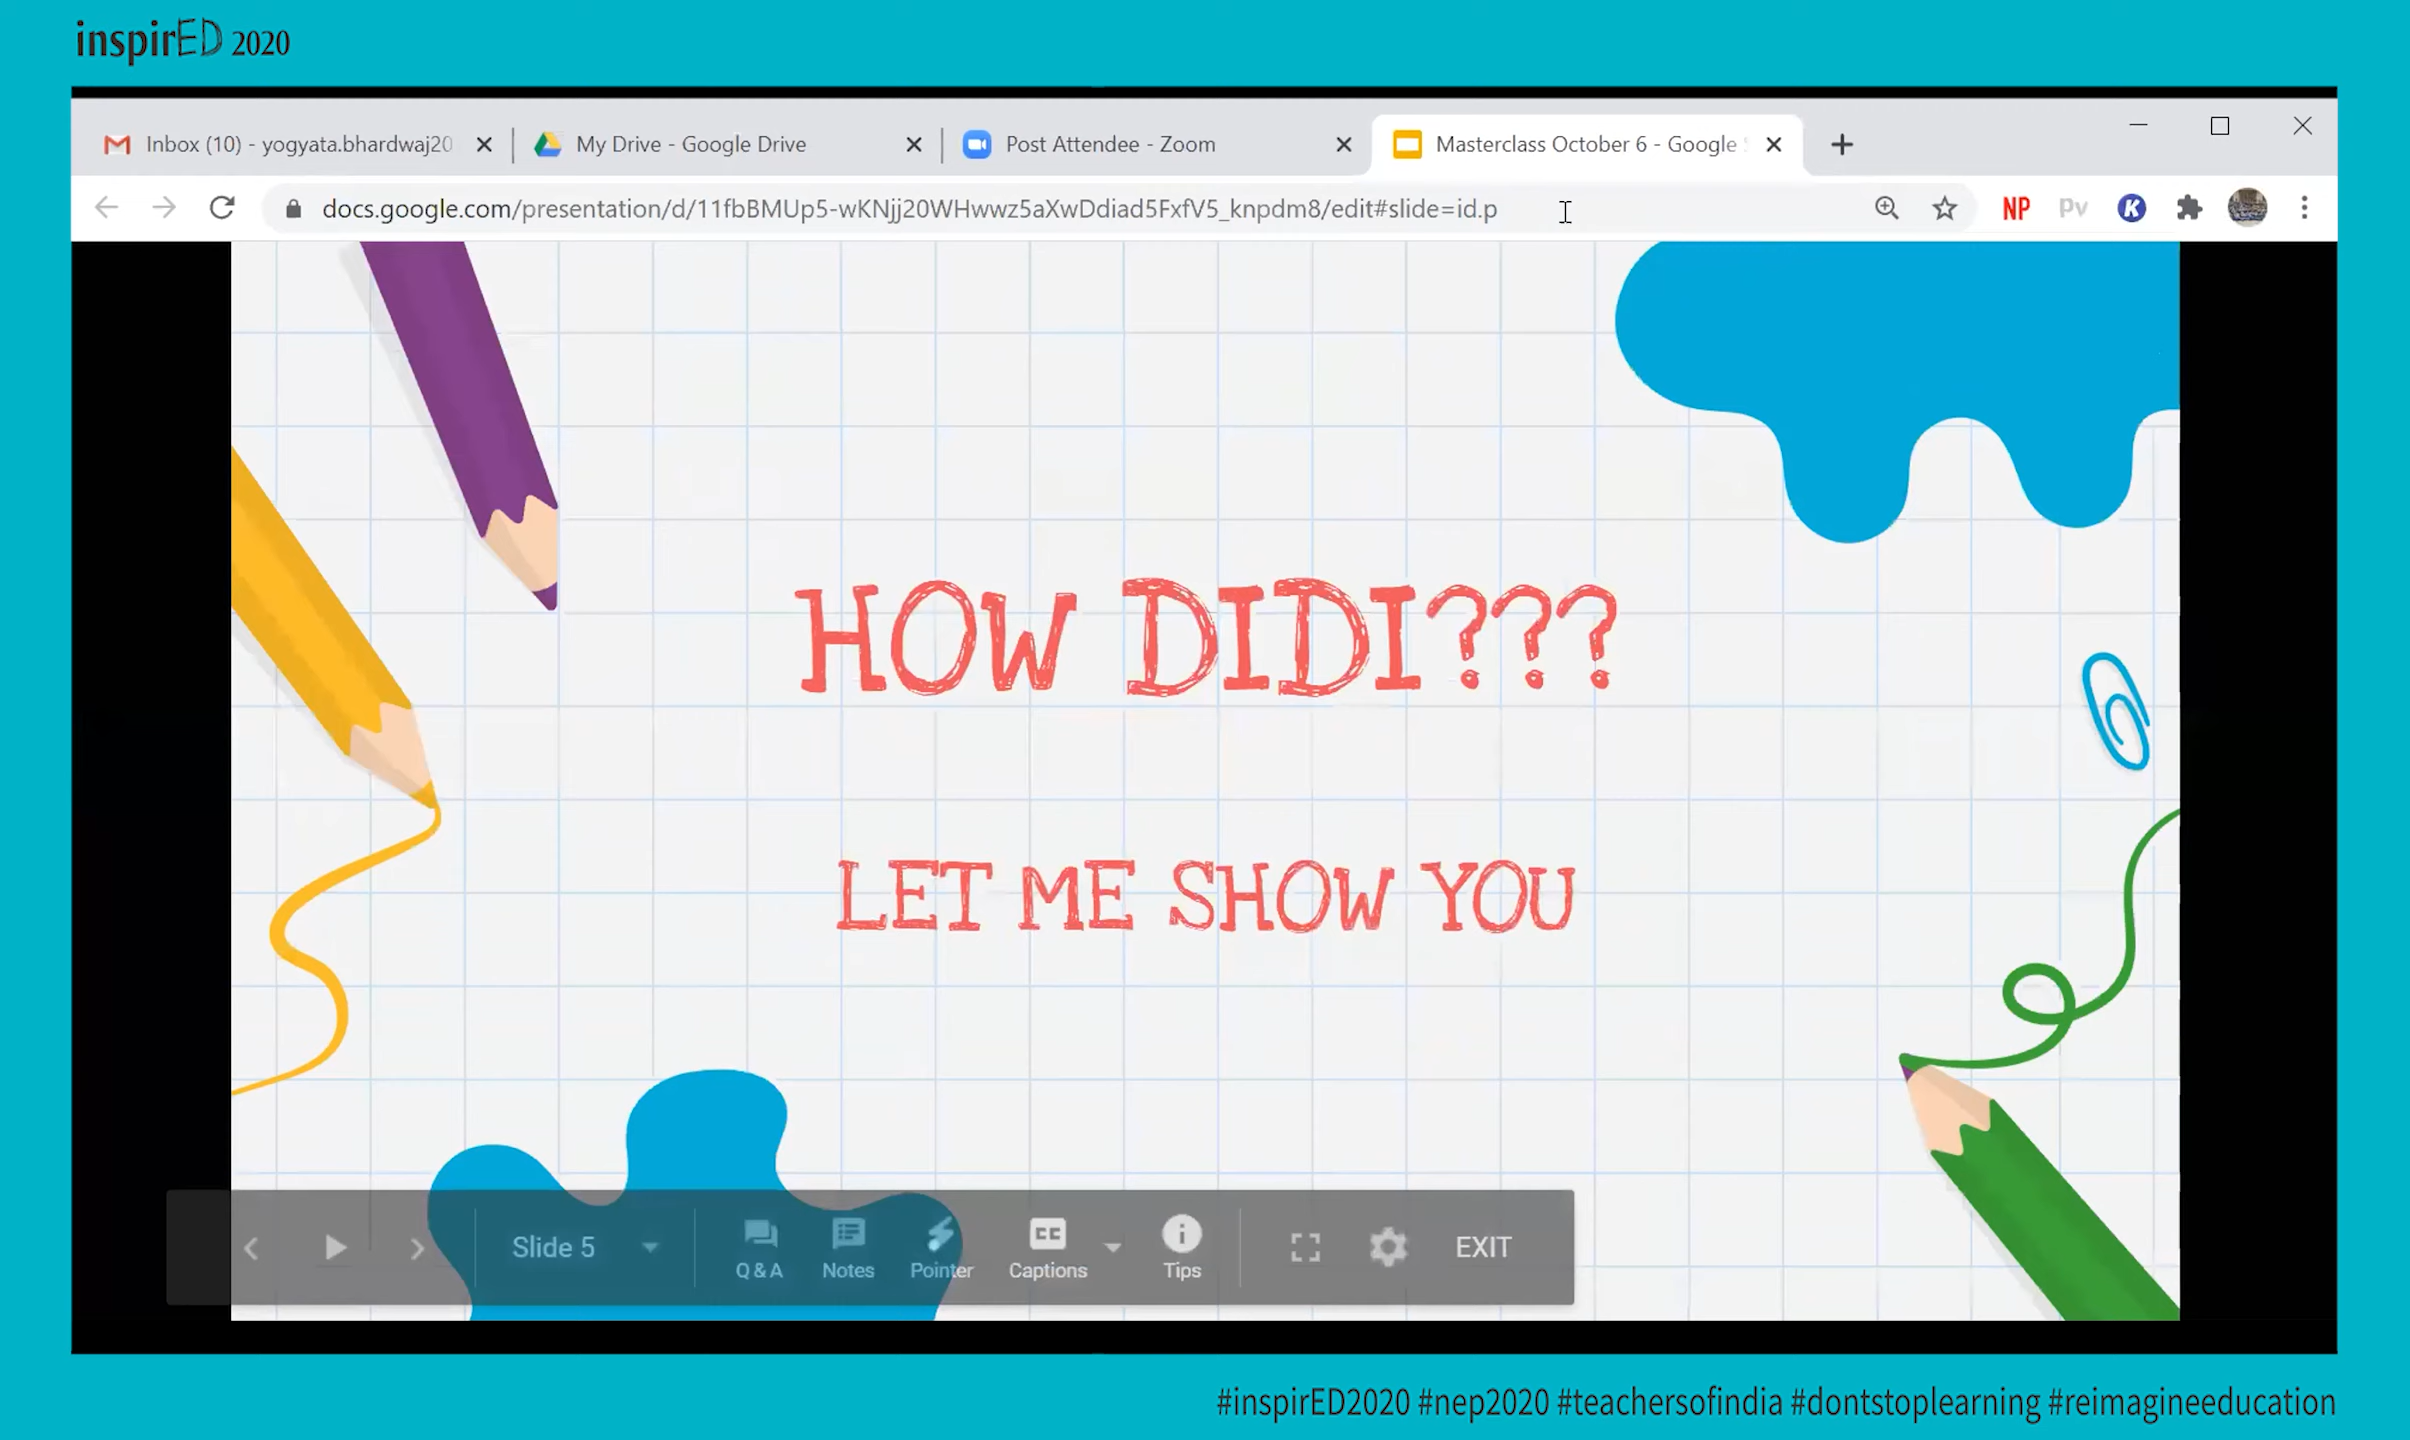 inspirED 2020
Inbox (10) - yogyata.bhardwaj20
My Drive - Google Drive
Post Attendee - Zoom
Masterclass October 6 - Google S
docs.google.com/presentation/d/11fbBMUp5-wKNjj20WHwwz5aXwDdiad5FxfV5_knpdm8/edit#slide=id.p
NP
Pv
K
HOW DIDI???
LET ME SHOW YOU
Slide 5
Q & A
Notes
Pointer
CC
Captions
Tips
EXIT
#inspirED2020 #nep2020 #teachersofindia #dontstoplearning #reimagineeducation